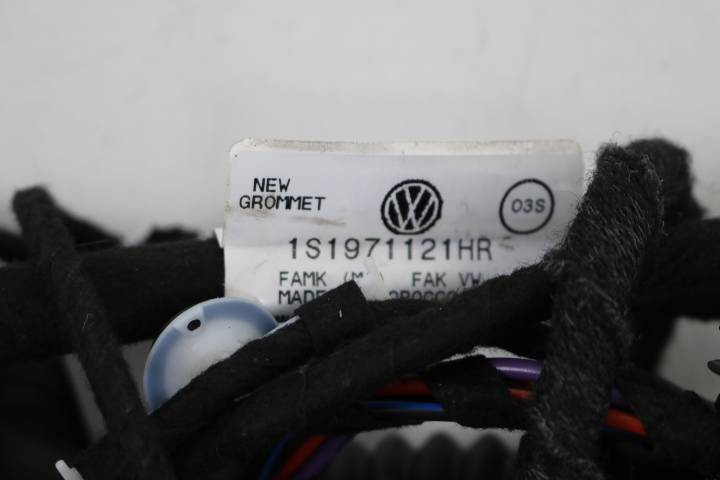 NEW
GROMMET
03S
1S1971121HR
FAMK (M FAK VW
MADE